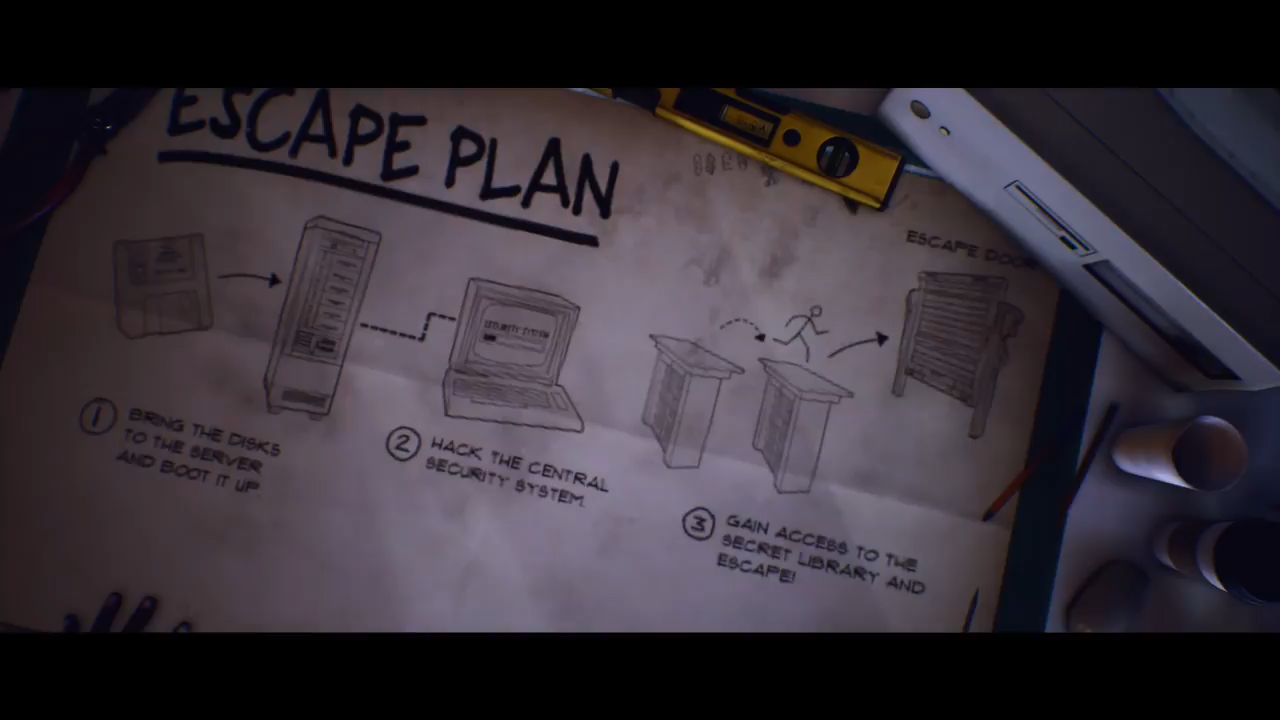 ESCAPE PLAN
ESCAPE DOOR
SECURITY SYSTEM
1
BRING THE DISKS
TO THE SERVER
AND BOOT IT UP
2
HACK THE CENTRAL
SECURITY SYSTEM.
3
GAIN ACCESS TO THE
SECRET LIBRARY AND
ESCAPE!